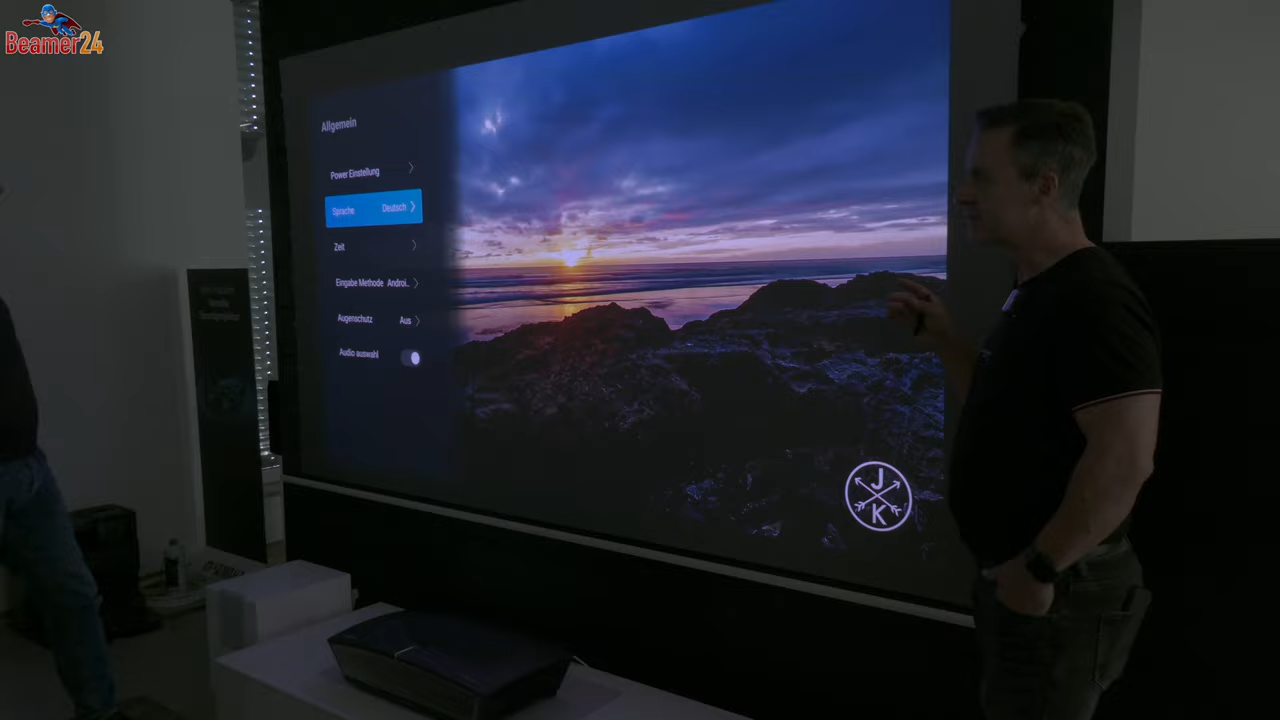 Beamer24
Allgemein
Power Einstellung
Sprache Deutsch
Zeit
Eingabe Methode Androi..
Augenschutz Aus
Audio auswahl
J
K